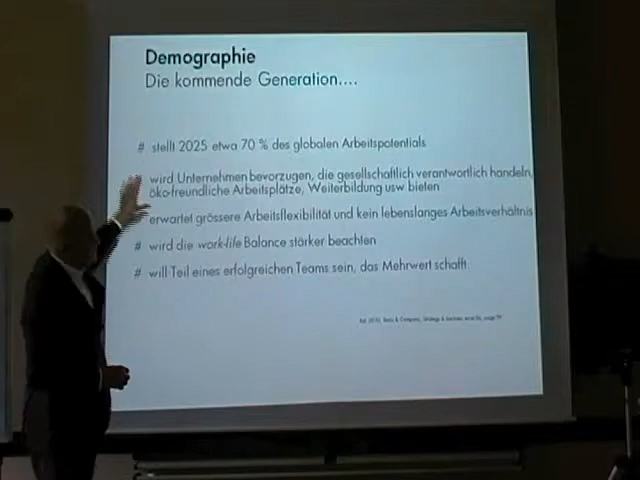 Demographie
Die kommende Generation....
# stellt 2025 etwa 70 % des globalen Arbeitspotentials
# wird Unternehmen bevorzugen, die gesellschaftlich verantwortlich handeln,
öko-freundliche Arbeitsplätze, Weiterbildung usw bieten
erwartet grössere Arbeitsflexibilität und kein lebenslanges Arbeitsverhältnis
# wird die work-life Balance stärker beachten
# will Teil eines erfolgreichen Teams sein, das Mehrwert schafft